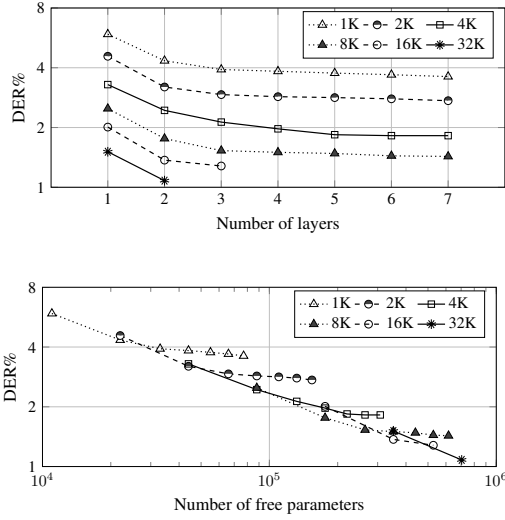 8
4
2
1
DER%
1K 2K 4K
8K 16K 32K
1 2 3 4 5 6 7
Number of layers
8
4
2
1
DER%
1K 2K 4K
8K 16K 32K
10^4 10^5 10^6
Number of free parameters